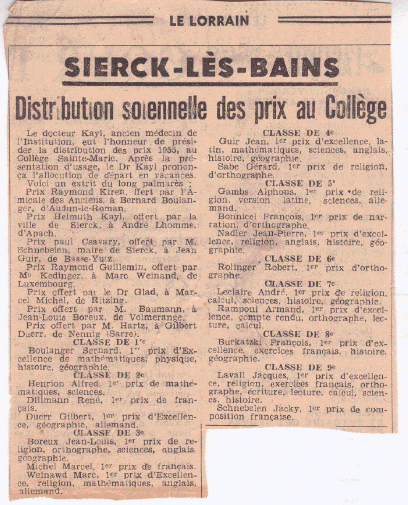 LE LORRAIN
SIERCK-LÈS-BAINS
Distribution solennelle des prix au Collège
Le docteur Kayl, ancien médecin de
l'Institution, eut l'honneur de prési-
der la distribution des prix 1955, au
Collège Sainte-Marie. Après la pré-
sentation d'usage, le Dr Kayl pronon-
ça l'allocution de départ en vacances.
Voici un extrait du long palmarès :
Prix Raymond Kiren, offert par l'A-
micale des Anciens, à Bernard Boulan-
ger, d'Audun-le-Roman.
Prix Helmuth Kayl, offert par la
ville de Sierck, à André Lhomme,
d'Apach.
Prix paul Cavary, offert par M.
Schnebelen, maire de Sierck, à Jean
Guir, de Basse-Yutz.
Prix Raymond Guillemin, offert par
Me Kedinger, à Marc Weinand, de
Luxembourg.
Prix offert par le Dr Glad, à Mar-
cel Michel, de Ritzing.
Prix offert par M. Baumann, à
Jean-Louis Boreux, de Volmerange.
Prix offert par M. Hartz, à Gilbert
Duerr, de Nennig (Sarre).
CLASSE DE 1re
Boulanger Bernard, 1er prix d'Ex-
cellence de mathématiques, physique,
histoire, géographie.
CLASSE DE 2e
Henrion Alfred, 1er prix de mathé-
matiques, sciences.
Dillmann René, 1er prix de fran-
çais.
Duerr Gilbert, 1er prix d'Excellen-
ce, géographie, allemand.
CLASSE DE 3e
Boreux Jean-Louis, 1er prix de re-
ligion, orthographe, sciences, anglais,
géographie.
Michel Marcel, 1er prix de français.
Weinawd Marc, 1er prix d'Excellen-
ce, religion, mathématiques, anglais,
allemand.
CLASSE DE 4e
Guir Jean, 1er prix d'excellence, la-
tin, mathématiques, sciences, anglais,
histoire, géographie.
Sabe Gérard, 1er prix de religion,
d'orthographe.
CLASSE DE 5e
Gambs Alphons, 1er prix de reli-
gion, version latine, sciences, alle-
mand.
Bonnicel François, 1er prix de nar-
ration, d'orthographe.
Nadler Jean-Pierre, 1er prix d'excel-
lence, religion, anglais, histoire, géo-
graphie.
CLASSE DE 6e
Rolinger Robert, 1er prix d'ortho-
graphe.
CLASSE DE 7e
Leclaire André, 1er prix de religion,
calcul, sciences, histoire, géographie.
Ramponi Armand, 1er prix d'excel-
lence, compte rendu, orthographe, lec-
ture, calcul.
CLASSE DE 8e
Burkatzki François, 1er prix d'ex-
cellence, exercices français, histoire,
géographie.
CLASSE DE 9e
Lavall Jacques, 1er prix d'excellen-
ce, religion, exercices français, ortho-
graphe, écriture, lecture, calcul, scien-
ces, histoire.
Schnebelen Jacky, 1er prix de com-
position française.